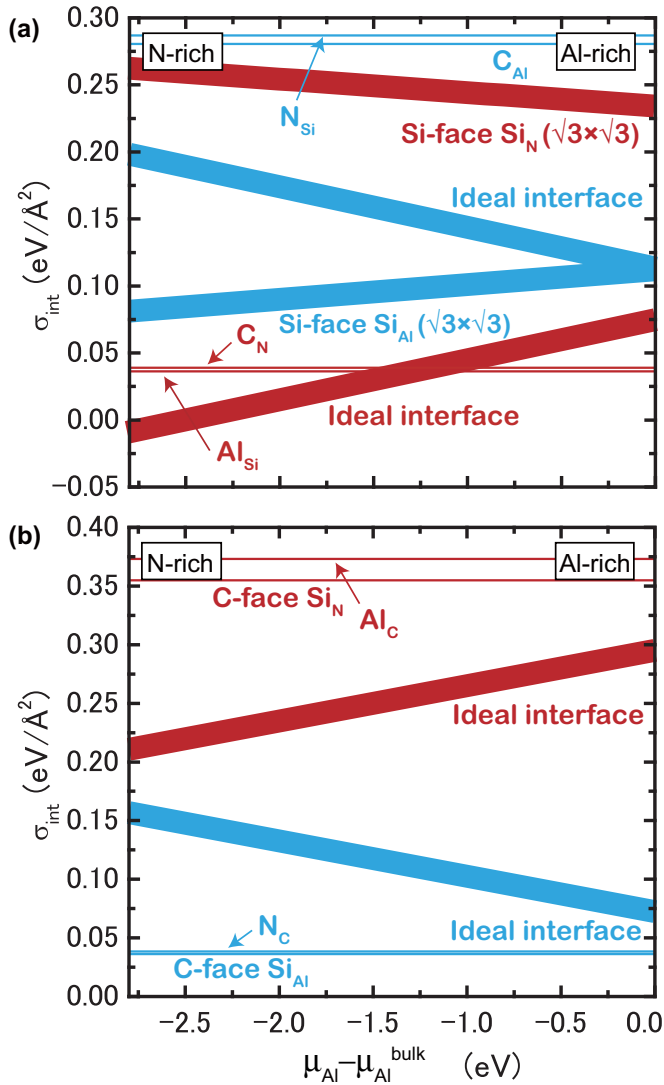 (a)
0.30
N-rich
Al-rich
C_Al
N_Si
0.25
Si-face Si_N (√3×√3)
0.20
Ideal interface
0.15
σ_int (eV/Å²)
0.10
Si-face Si_Al (√3×√3)
C_N
0.05
0.00
Ideal interface
Al_Si
−0.05
(b)
0.40
N-rich
Al-rich
0.35
C-face Si_N
Al_C
0.30
Ideal interface
0.25
0.20
σ_int (eV/Å²)
0.15
0.10
Ideal interface
N_C
0.05
C-face Si_Al
0.00
−2.5 −2.0 −1.5 −1.0 −0.5 0.0
μ_Al−μ_Al^bulk (eV)